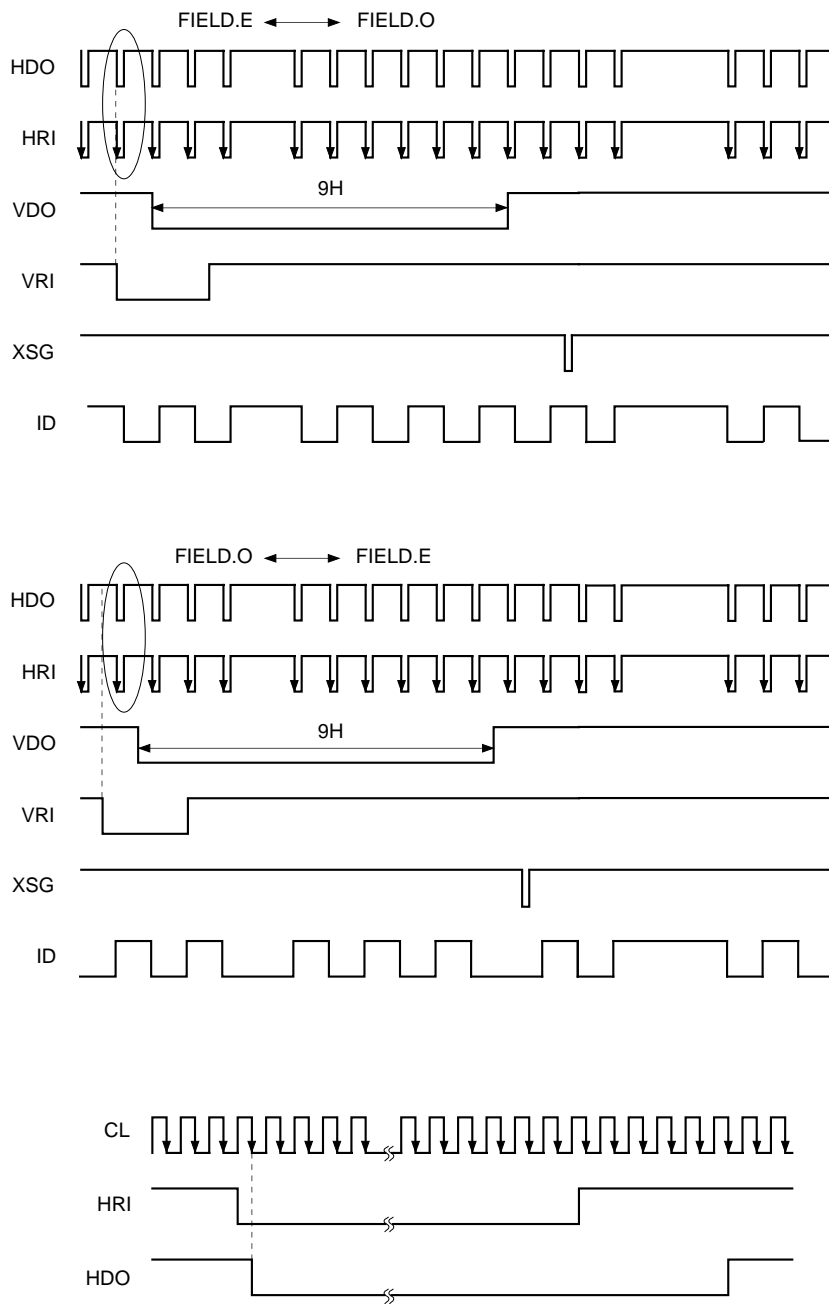 FIELD.E FIELD.O
HDO
HRI
VDO
9H
VRI
XSG
ID
FIELD.O FIELD.E
HDO
HRI
VDO
9H
VRI
XSG
ID
CL
HRI
HDO